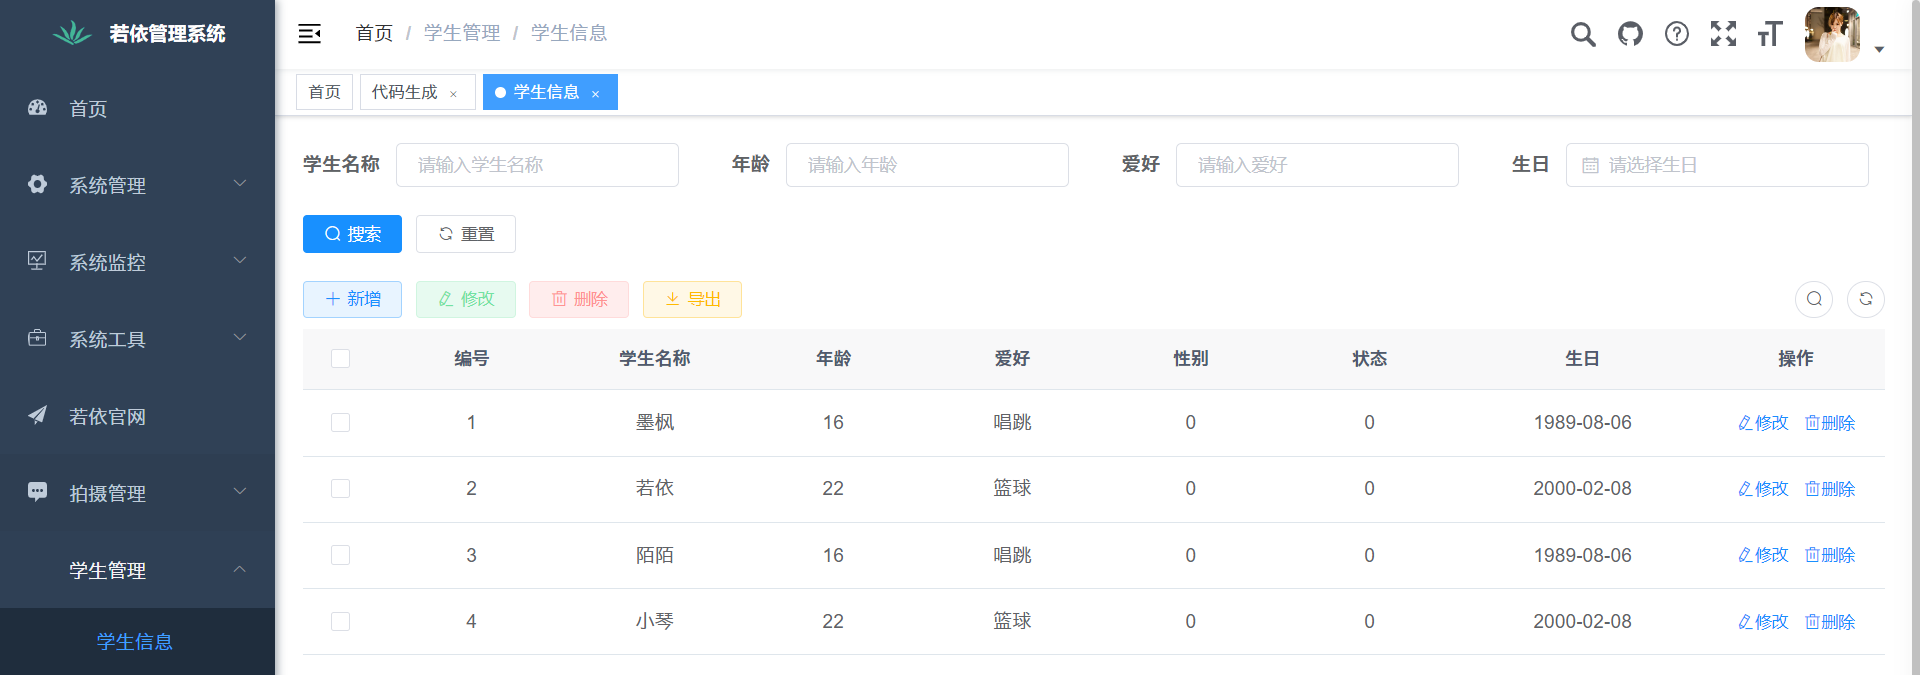 若依管理系统
首页
系统管理
系统监控
系统工具
若依官网
拍摄管理
学生管理
学生信息
首页 / 学生管理 / 学生信息
首页 代码生成 × 学生信息 ×
学生名称 请输入学生名称 年龄 请输入年龄 爱好 请输入爱好 生日 请选择生日
搜索 重置
新增 修改 删除 导出
编号 学生名称 年龄 爱好 性别 状态 生日 操作
1 墨枫 16 唱跳 0 0 1989-08-06 修改 删除
2 若依 22 篮球 0 0 2000-02-08 修改 删除
3 陌陌 16 唱跳 0 0 1989-08-06 修改 删除
4 小琴 22 篮球 0 0 2000-02-08 修改 删除